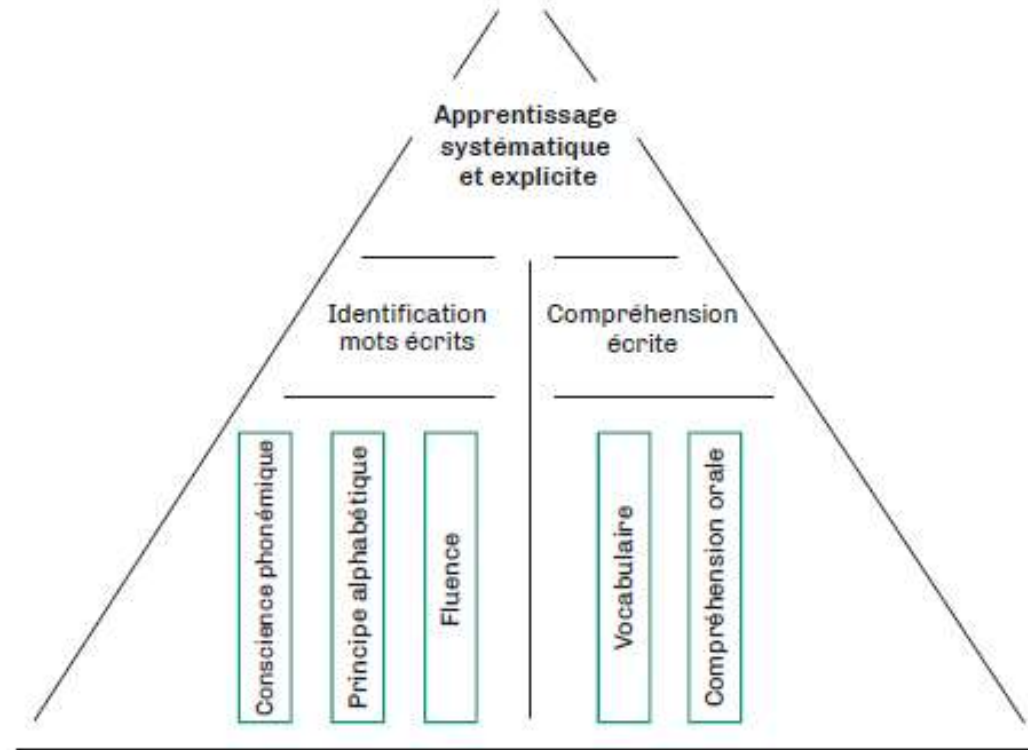 Apprentissage
systématique
et explicite
Identification
mots écrits
Compréhension
écrite
Conscience phonémique
Principe alphabétique
Fluence
Vocabulaire
Compréhension orale